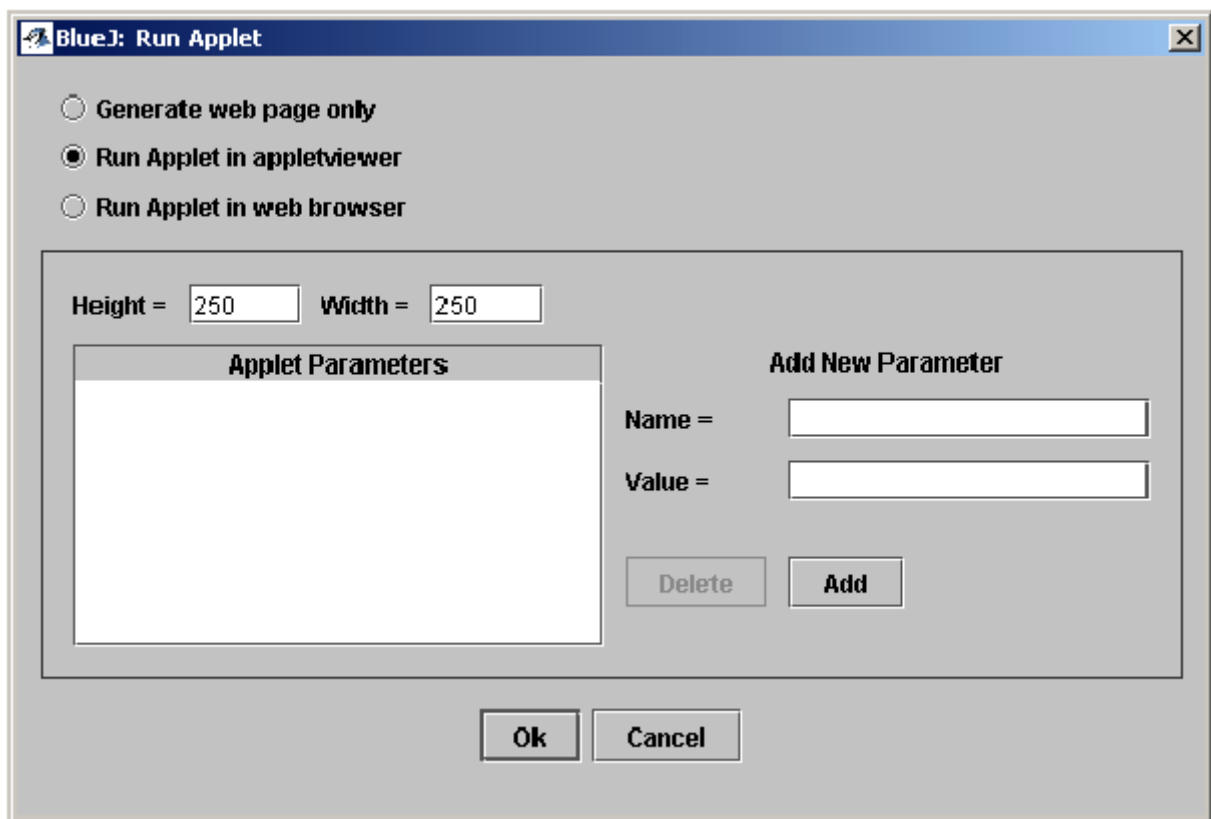 BlueJ: Run Applet
Generate web page only
Run Applet in appletviewer
Run Applet in web browser
Height = 250 Width = 250
Applet Parameters
Add New Parameter
Name =
Value =
Delete Add
Ok Cancel